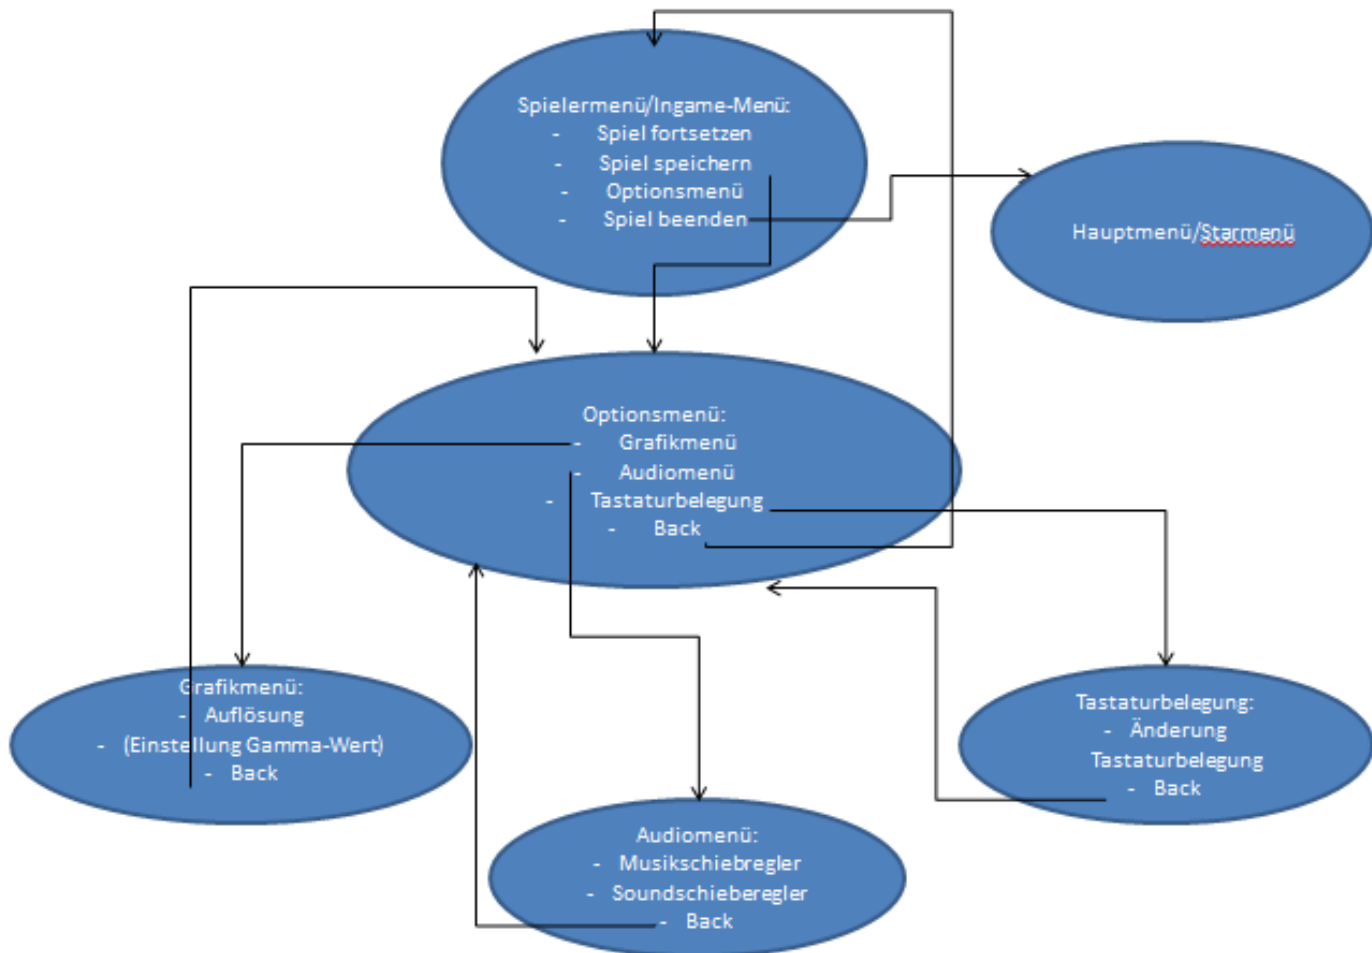 Spielermenü/Ingame-Menü:
- Spiel fortsetzen
- Spiel speichern
- Optionsmenü
- Spiel beenden
Hauptmenü/Starmenü
Optionsmenü:
- Grafikmenü
- Audiomenü
- Tastaturbelegung
- Back
Grafikmenü:
- Auflösung
- (Einstellung Gamma-Wert)
- Back
Tastaturbelegung:
- Änderung
Tastaturbelegung
- Back
Audiomenü:
- Musikschiebregler
- Soundschieberegler
- Back